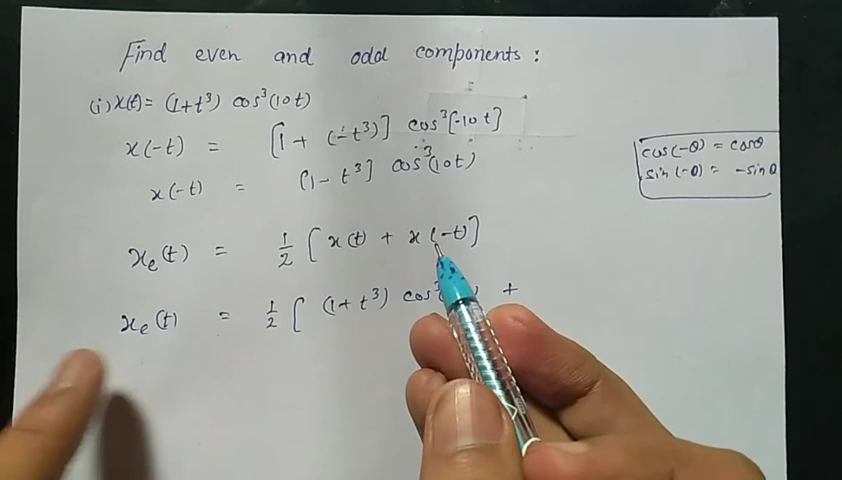 Find even and odd components :
(i) x(t) = (1+t³) cos³(10t)
x(-t) = [1 + (-t³)] cos³[-10t]
x(-t) = (1 - t³] cos³(10t)
cos(-θ) = cosθ
sin(-θ) = -sinθ
xₑ(t) = ½ [x(t) + x(-t)]
xₑ(t) = ½ [ (1+t³) cos³ ) +